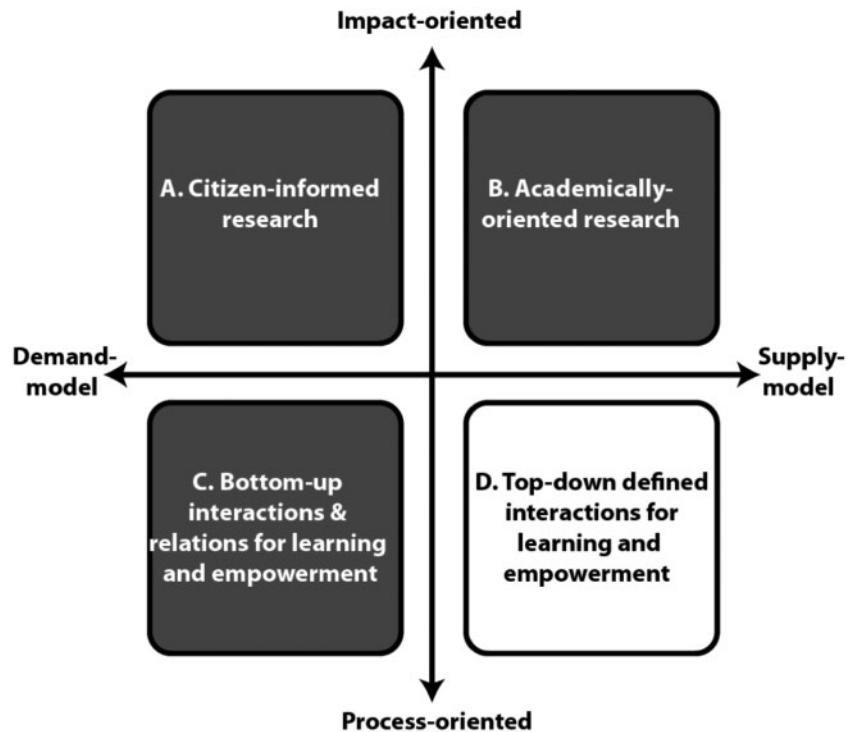 Impact-oriented
A. Citizen-informed
research
B. Academically-
oriented research
Demand-
model
Supply-
model
C. Bottom-up
interactions &
relations for learning
and empowerment
D. Top-down defined
interactions for
learning and
empowerment
Process-oriented